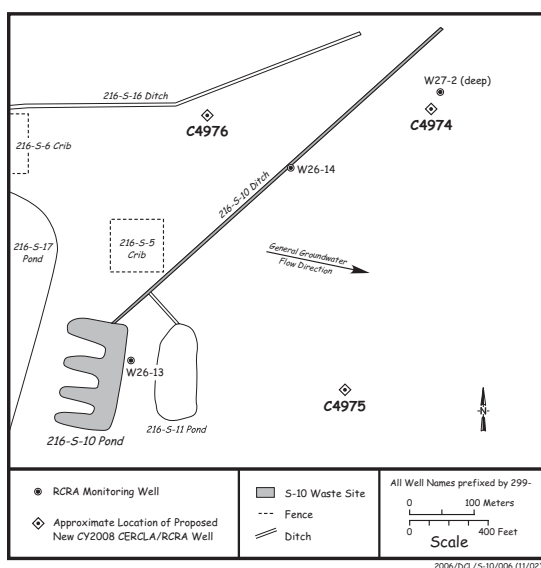 216-S-16 Ditch
W27-2 (deep)
C4976
C4974
216-S-6 Crib
W26-14
216-S-10 Ditch
216-S-17
Pond
216-S-5
Crib
General Groundwater
Flow Direction
W26-13
C4975
216-S-11 Pond
216-S-10 Pond
N
RCRA Monitoring Well
Approximate Location of Proposed
New CY2008 CERCLA/RCRA Well
S-10 Waste Site
Fence
Ditch
All Well Names prefixed by 299-
0 100 Meters
0 400 Feet
Scale
2006/DCL/S-10/006 (11/02)